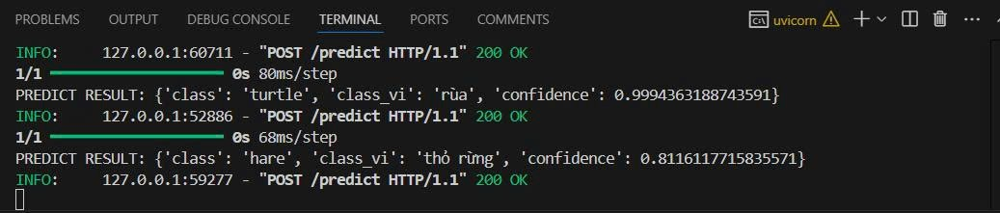 PROBLEMS OUTPUT DEBUG CONSOLE TERMINAL PORTS COMMENTS uvicorn
INFO: 127.0.0.1:60711 - "POST /predict HTTP/1.1" 200 OK
1/1 ━━━━━━━━━━━━━━━━━━━━ 0s 80ms/step
PREDICT RESULT: {'class': 'turtle', 'class_vi': 'rùa', 'confidence': 0.9994363188743591}
INFO: 127.0.0.1:52886 - "POST /predict HTTP/1.1" 200 OK
1/1 ━━━━━━━━━━━━━━━━━━━━ 0s 68ms/step
PREDICT RESULT: {'class': 'hare', 'class_vi': 'thỏ rừng', 'confidence': 0.8116117715835571}
INFO: 127.0.0.1:59277 - "POST /predict HTTP/1.1" 200 OK